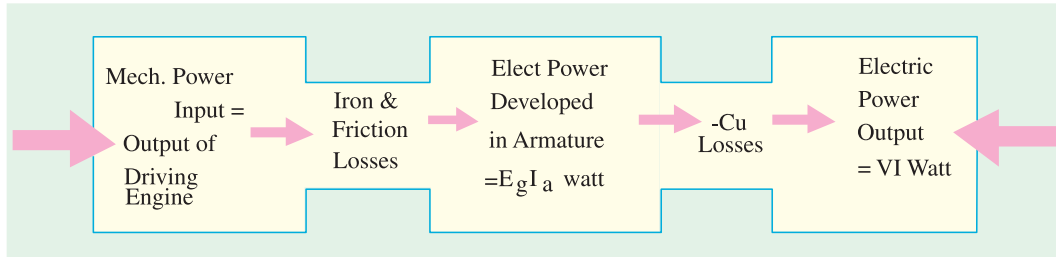 Mech. Power
Input =
Output of
Driving
Engine
Iron &
Friction
Losses
Elect Power
Developed
in Armature
=EgIa watt
-Cu
Losses
Electric
Power
Output
= VI Watt